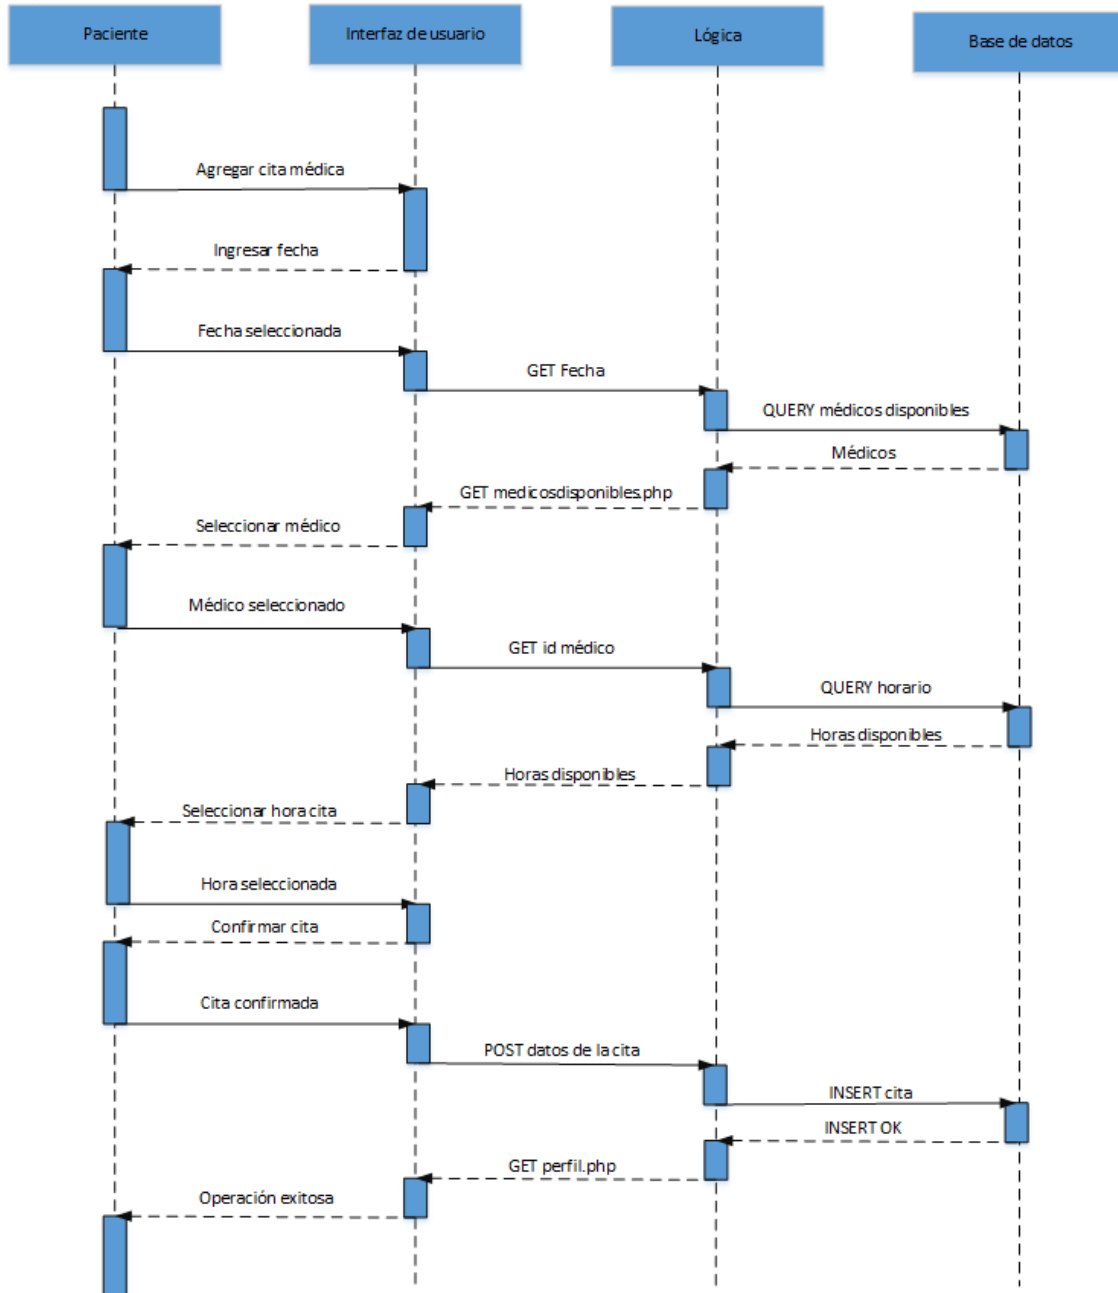 Paciente
Interfaz de usuario
Lógica
Base de datos
Agregar cita médica
Ingresar fecha
Fecha seleccionada
GET Fecha
QUERY médicos disponibles
Médicos
GET medicosdisponibles.php
Seleccionar médico
Médico seleccionado
GET id médico
QUERY horario
Horas disponibles
Horas disponibles
Seleccionar hora cita
Hora seleccionada
Confirmar cita
Cita confirmada
POST datos de la cita
INSERT cita
INSERT OK
GET perfil.php
Operación exitosa